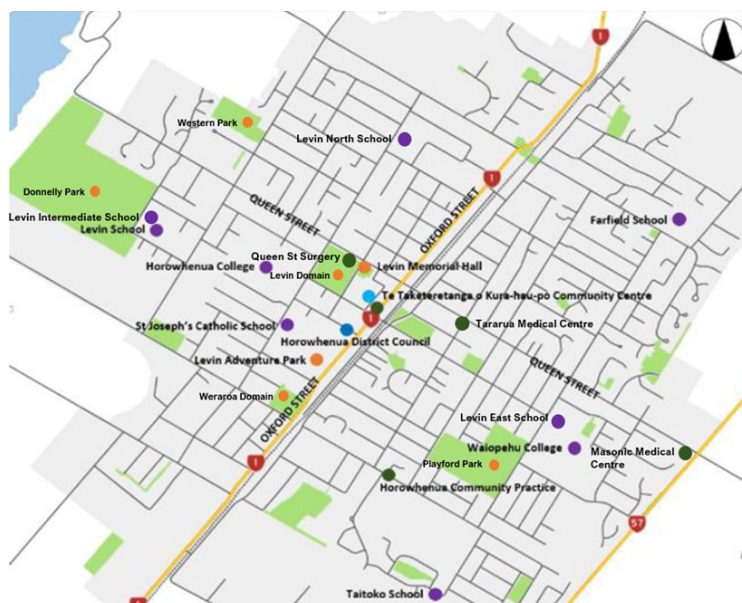 1
Western Park
Levin North School
1
Donnelly Park
QUEEN STREET
OXFORD STREET
Levin Intermediate School
Levin School
Farfield School
Queen St Surgery
Horowhenua College
Levin Memorial Hall
Levin Domain
Te Taketeretanga o Kura-hau-po Community Centre
1
St Joseph's Catholic School
Tararua Medical Centre
Horowhenua District Council
Levin Adventure Park
QUEEN STREET
Weraroa Domain
OXFORD STREET
Levin East School
Waiopehu College
Masonic Medical
Centre
1
Playford Park
Horowhenua Community Practice
57
Taitoko School
1